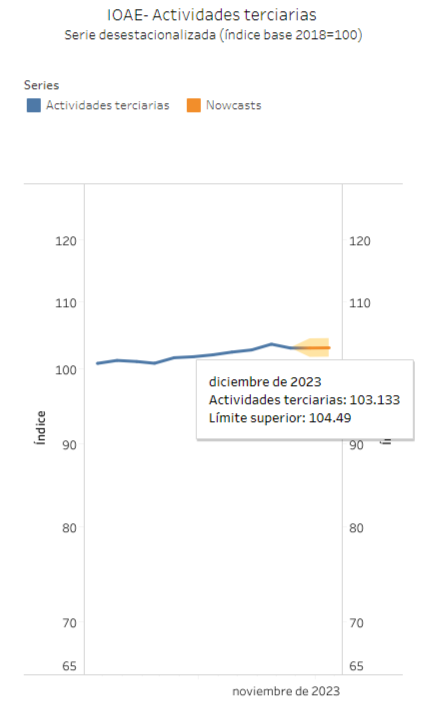 IOAE- Actividades terciarias
Serie desestacionalizada (índice base 2018=100)
Series
Actividades terciarias
Nowcasts
120
120
110
110
100
diciembre de 2023
Actividades terciarias: 103.133
Límite superior: 104.49
Índice
90
90
80
80
70
70
65
65
noviembre de 2023